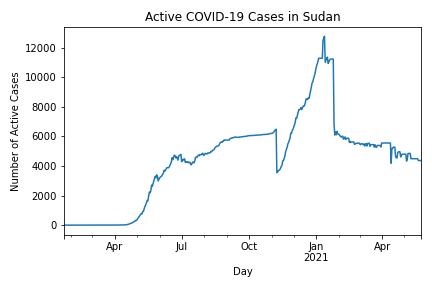 Active COVID-19 Cases in Sudan
Number of Active Cases
12000
10000
8000
6000
4000
2000
0
Apr
Jul
Oct
Jan
2021
Apr
Day